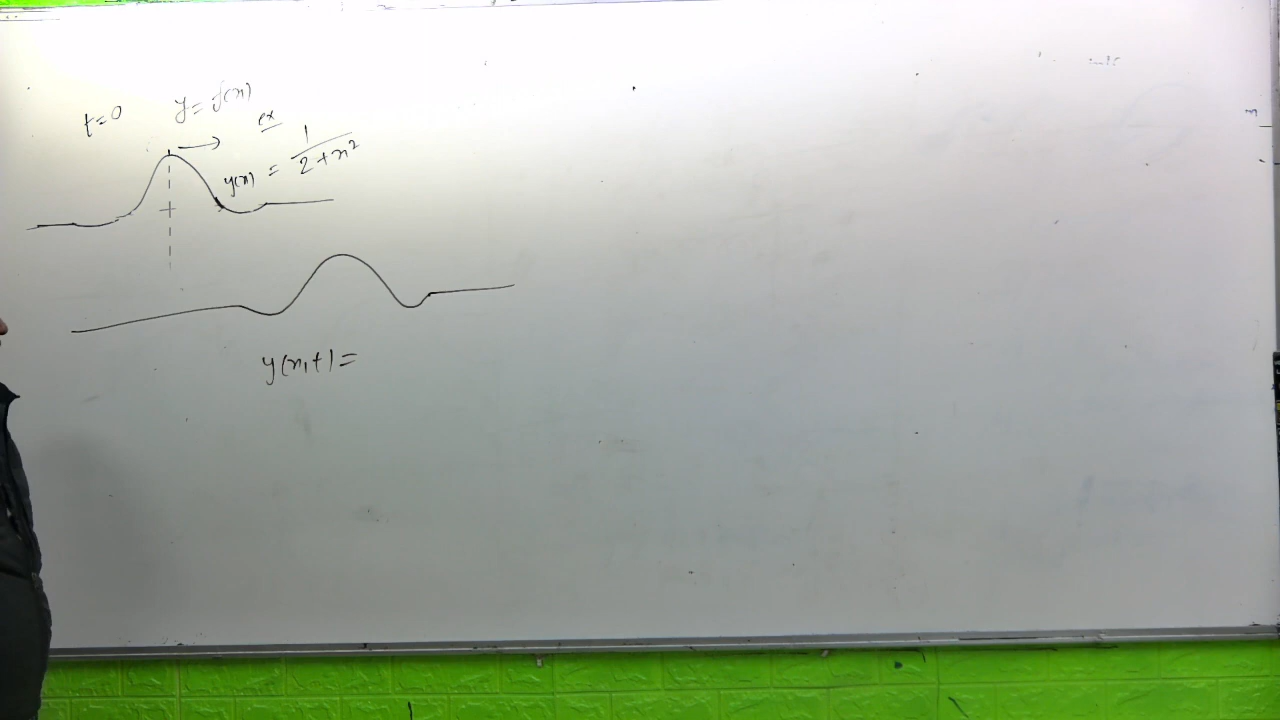 t=0
y=f(x)
ex
y(x) = 1/(2+x²)
y(x,t)=